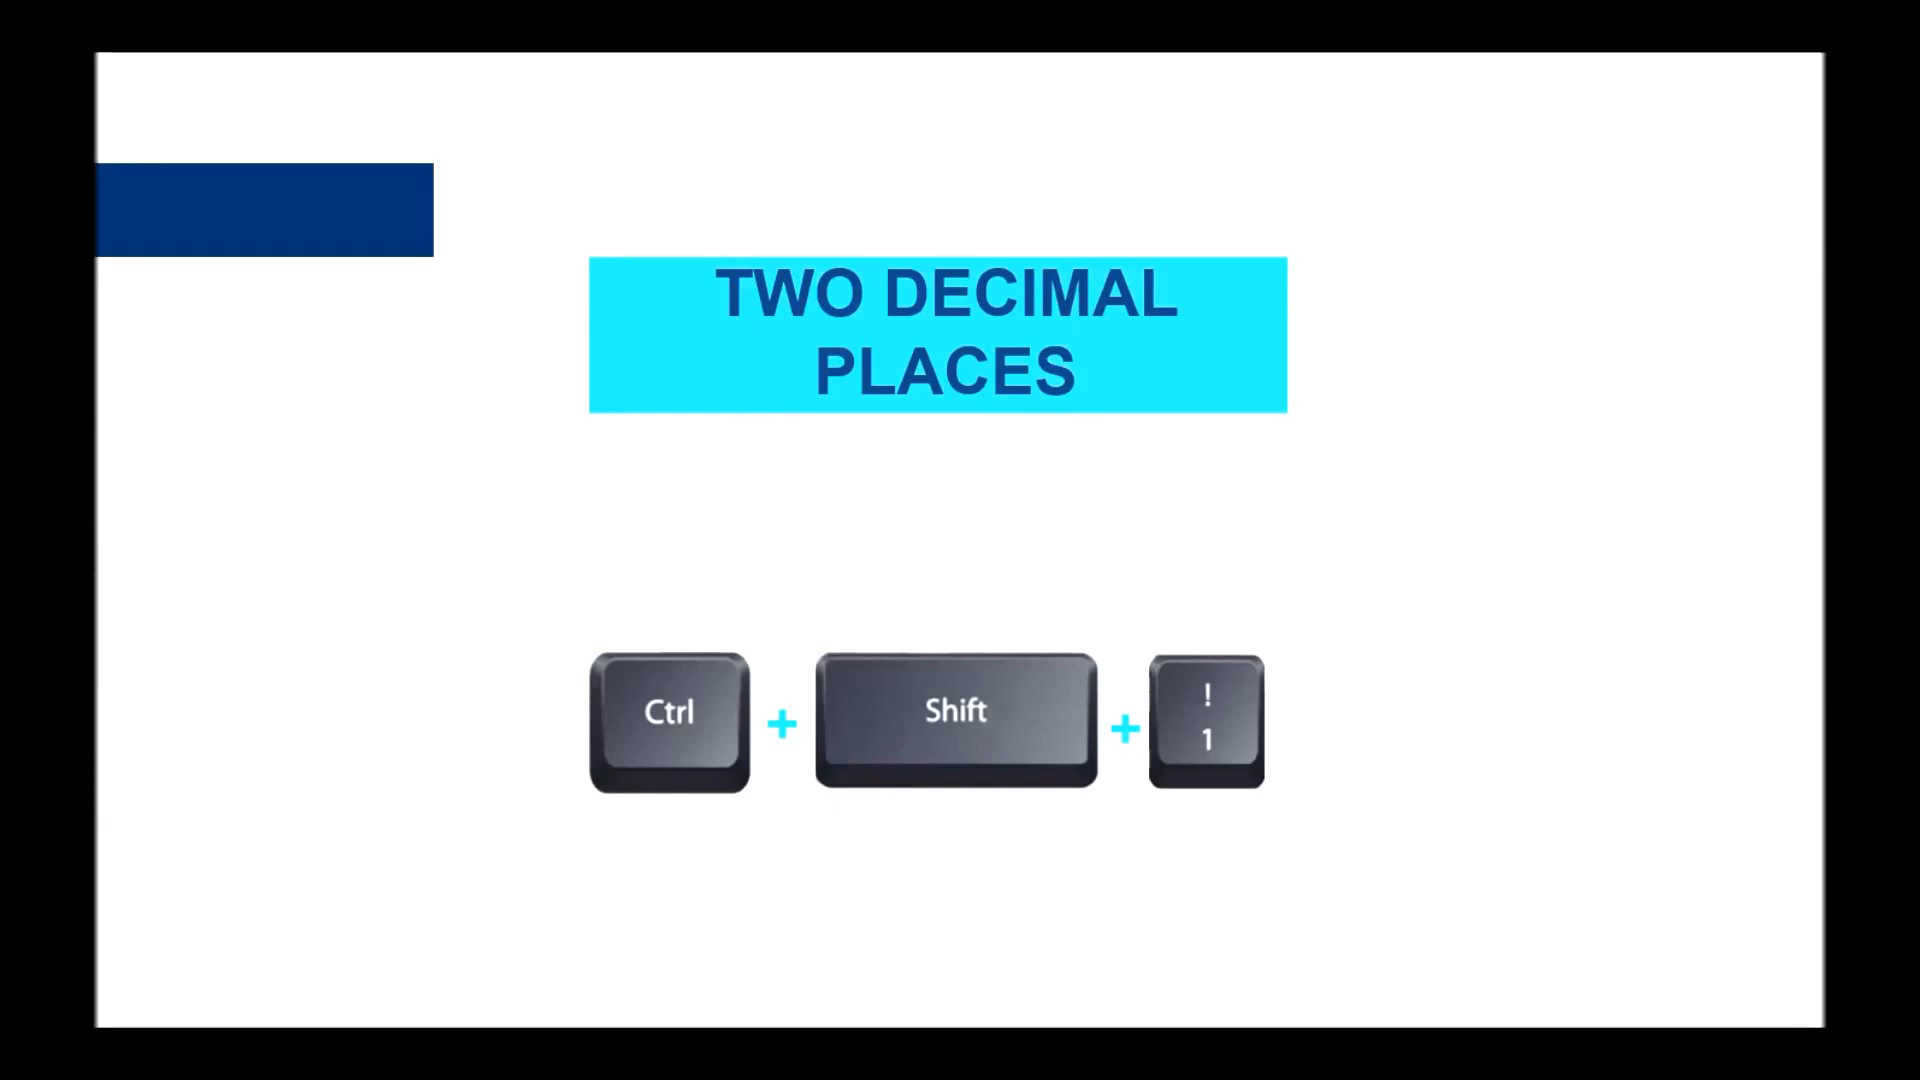 TWO DECIMAL
PLACES
Ctrl + Shift + !
1